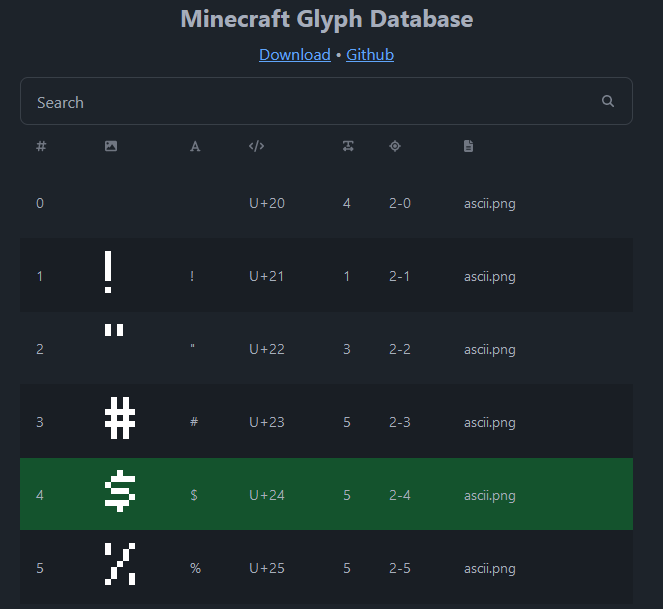 Minecraft Glyph Database
Download • Github
Search
# A </>
0 U+20 4 2-0 ascii.png
1 ! ! U+21 1 2-1 ascii.png
2 " " U+22 3 2-2 ascii.png
3 # # U+23 5 2-3 ascii.png
4 $ $ U+24 5 2-4 ascii.png
5 % % U+25 5 2-5 ascii.png